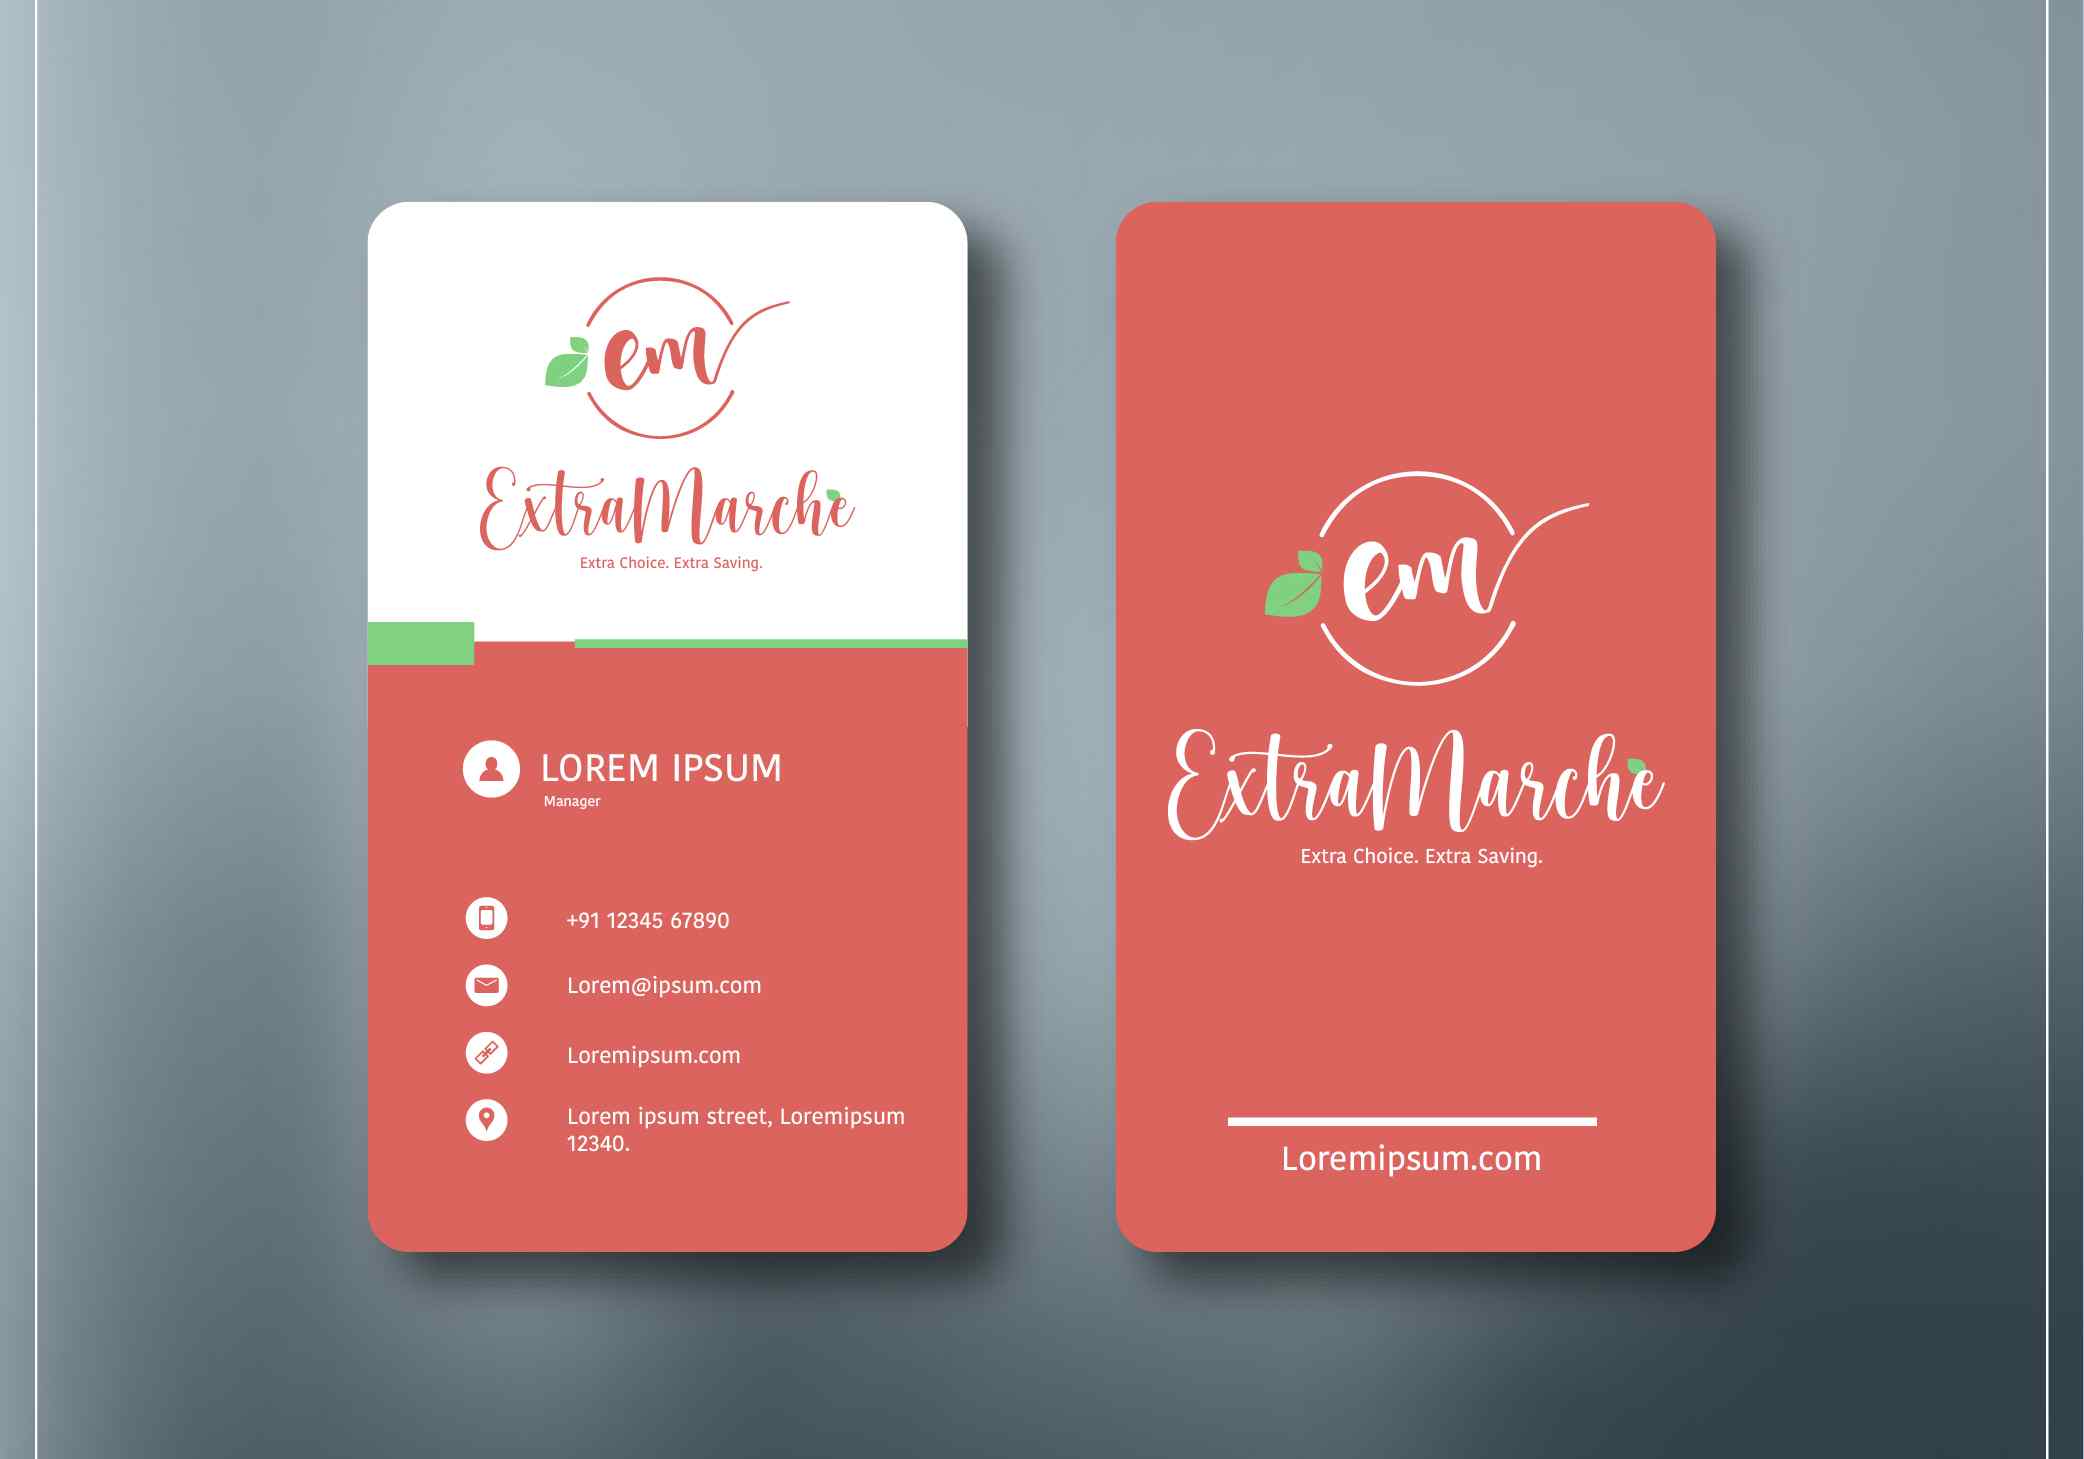 em
ExtraMarche
Extra Choice. Extra Saving.
LOREM IPSUM
Manager
+91 12345 67890
Lorem@ipsum.com
Loremipsum.com
Lorem ipsum street, Loremipsum
12340.
em
ExtraMarche
Extra Choice. Extra Saving.
Loremipsum.com